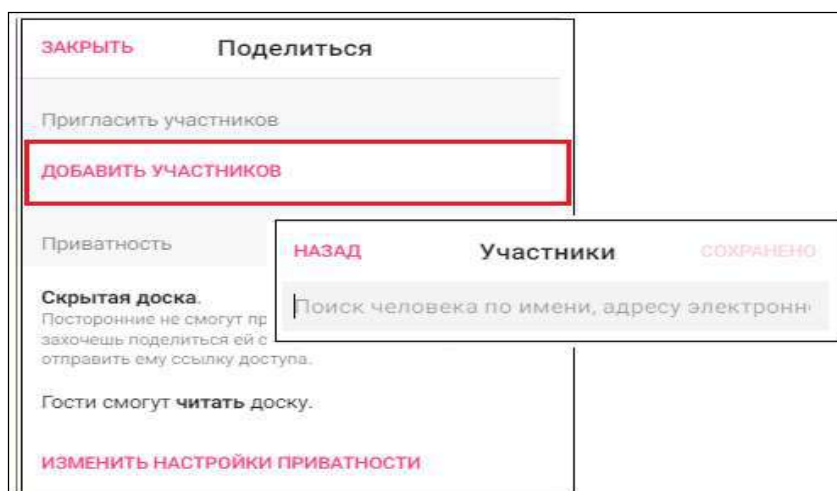 ЗАКРЫТЬ Поделиться
Пригласить участников
ДОБАВИТЬ УЧАСТНИКОВ
Приватность
Скрытая доска.
Посторонние не смогут пр
захочешь поделиться ей с
отправить ему ссылку доступа.
Гости смогут читать доску.
ИЗМЕНИТЬ НАСТРОЙКИ ПРИВАТНОСТИ
НАЗАД Участники СОХРАНЕНО
Поиск человека по имени, адресу электронн